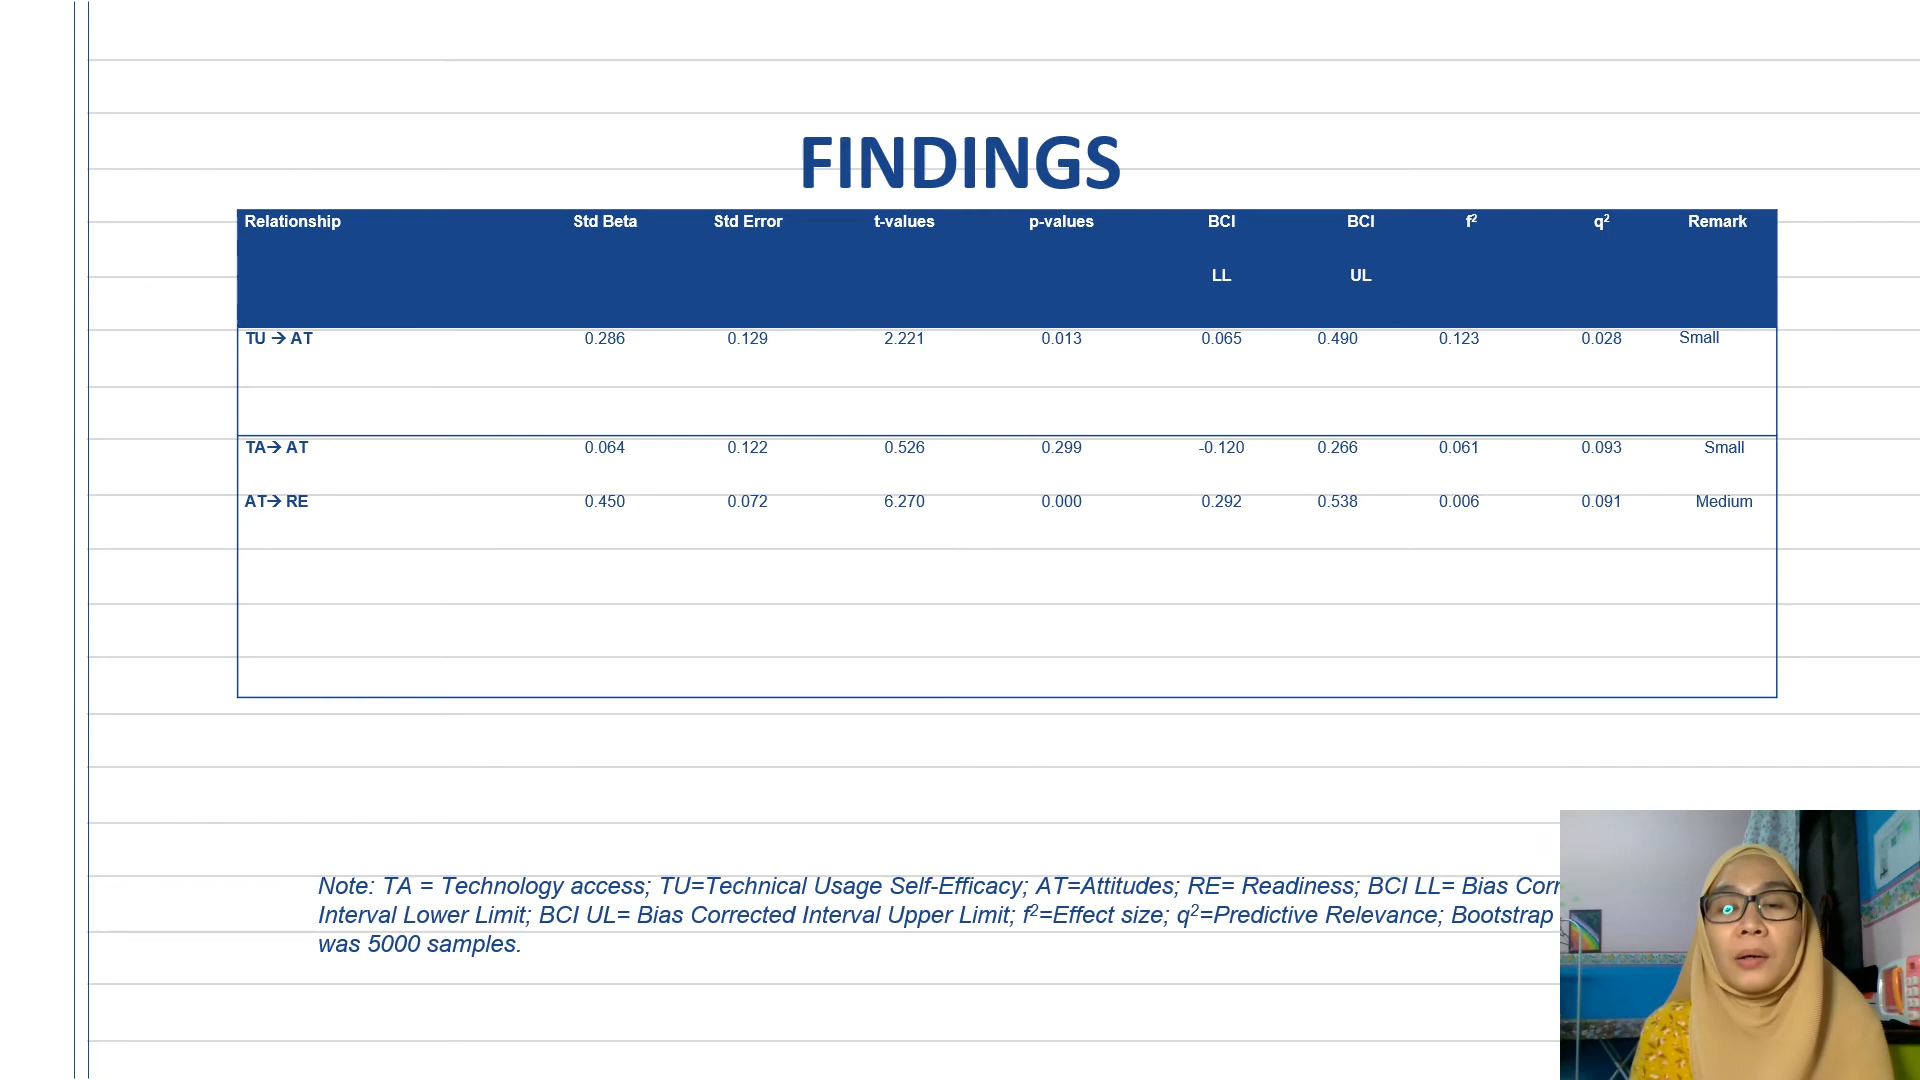 FINDINGS
Relationship Std Beta Std Error t-values p-values BCI BCI f² q² Remark
LL UL
TU → AT 0.286 0.129 2.221 0.013 0.065 0.490 0.123 0.028 Small
TA→ AT 0.064 0.122 0.526 0.299 -0.120 0.266 0.061 0.093 Small
AT→ RE 0.450 0.072 6.270 0.000 0.292 0.538 0.006 0.091 Medium
Note: TA = Technology access; TU=Technical Usage Self-Efficacy; AT=Attitudes; RE= Readiness; BCI LL= Bias Corr
Interval Lower Limit; BCI UL= Bias Corrected Interval Upper Limit; f²=Effect size; q²=Predictive Relevance; Bootstrap
was 5000 samples.